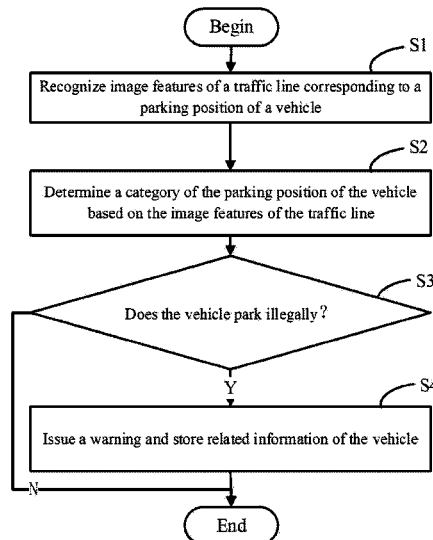 Begin
S1
Recognize image features of a traffic line corresponding to a
parking position of a vehicle
S2
Determine a category of the parking position of the vehicle
based on the image features of the traffic line
S3
Does the vehicle park illegally?
Y
S4
Issue a warning and store related information of the vehicle
N
End